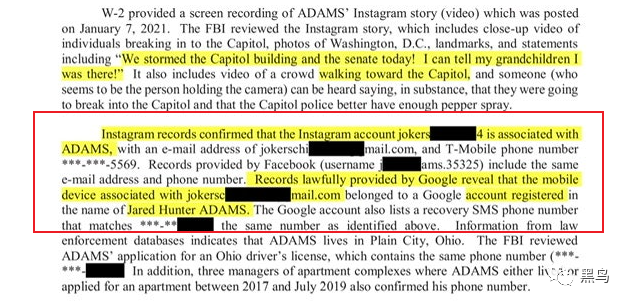 W-2 provided a screen recording of ADAMS' Instagram story (video) which was posted
on January 7, 2021. The FBI reviewed the Instagram story, which includes close-up video of
individuals breaking in to the Capitol, photos of Washington, D.C., landmarks, and statements
including “We stormed the Capitol building and the senate today! I can tell my grandchildren I
was there!” It also includes video of a crowd walking toward the Capitol, and someone (who
seems to be the person holding the camera) can be heard saying, in substance, that they were going
to break into the Capitol and that the Capitol police better have enough pepper spray.
Instagram records confirmed that the Instagram account jokers 4 is associated with
ADAMS, with an e-mail address of jokerschi mail.com, and T-Mobile phone number
***-***-5569. Records provided by Facebook (username j ams.35325) include the same
e-mail address and phone number. Records lawfully provided by Google reveal that the mobile
device associated with jokersc mail.com belonged to a Google account registered in
the name of Jared Hunter ADAMS. The Google account also lists a recovery SMS phone number
that matches ***-** the same number as identified above. Information from law
enforcement databases indicates that ADAMS lives in Plain City, Ohio. The FBI reviewed
ADAMS' application for an Ohio driver's license, which contains the same phone number (***-
***- In addition, three managers of apartment complexes where ADAMS either or
applied for an apartment between 2017 and July 2019 also confirmed his phone number.
黑鸟